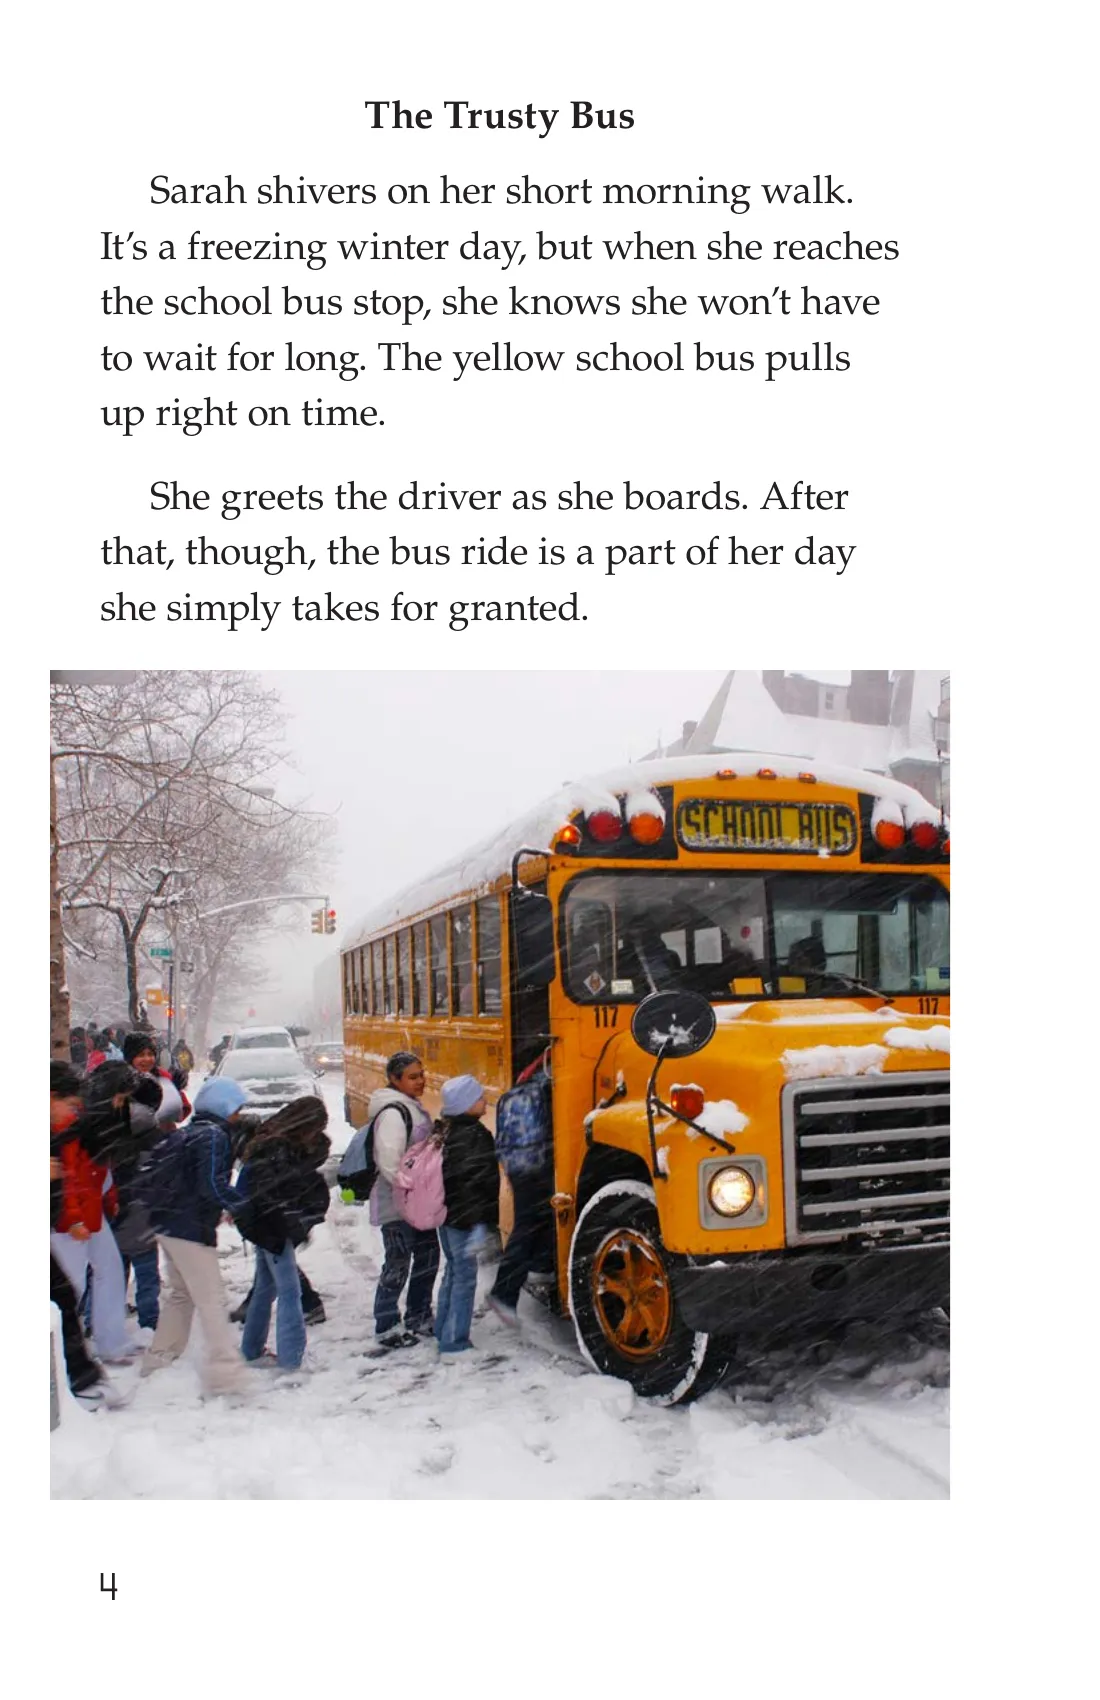 The Trusty Bus
Sarah shivers on her short morning walk.
It’s a freezing winter day, but when she reaches
the school bus stop, she knows she won’t have
to wait for long. The yellow school bus pulls
up right on time.
She greets the driver as she boards. After
that, though, the bus ride is a part of her day
she simply takes for granted.
SCHOOL BUS
117
117
4